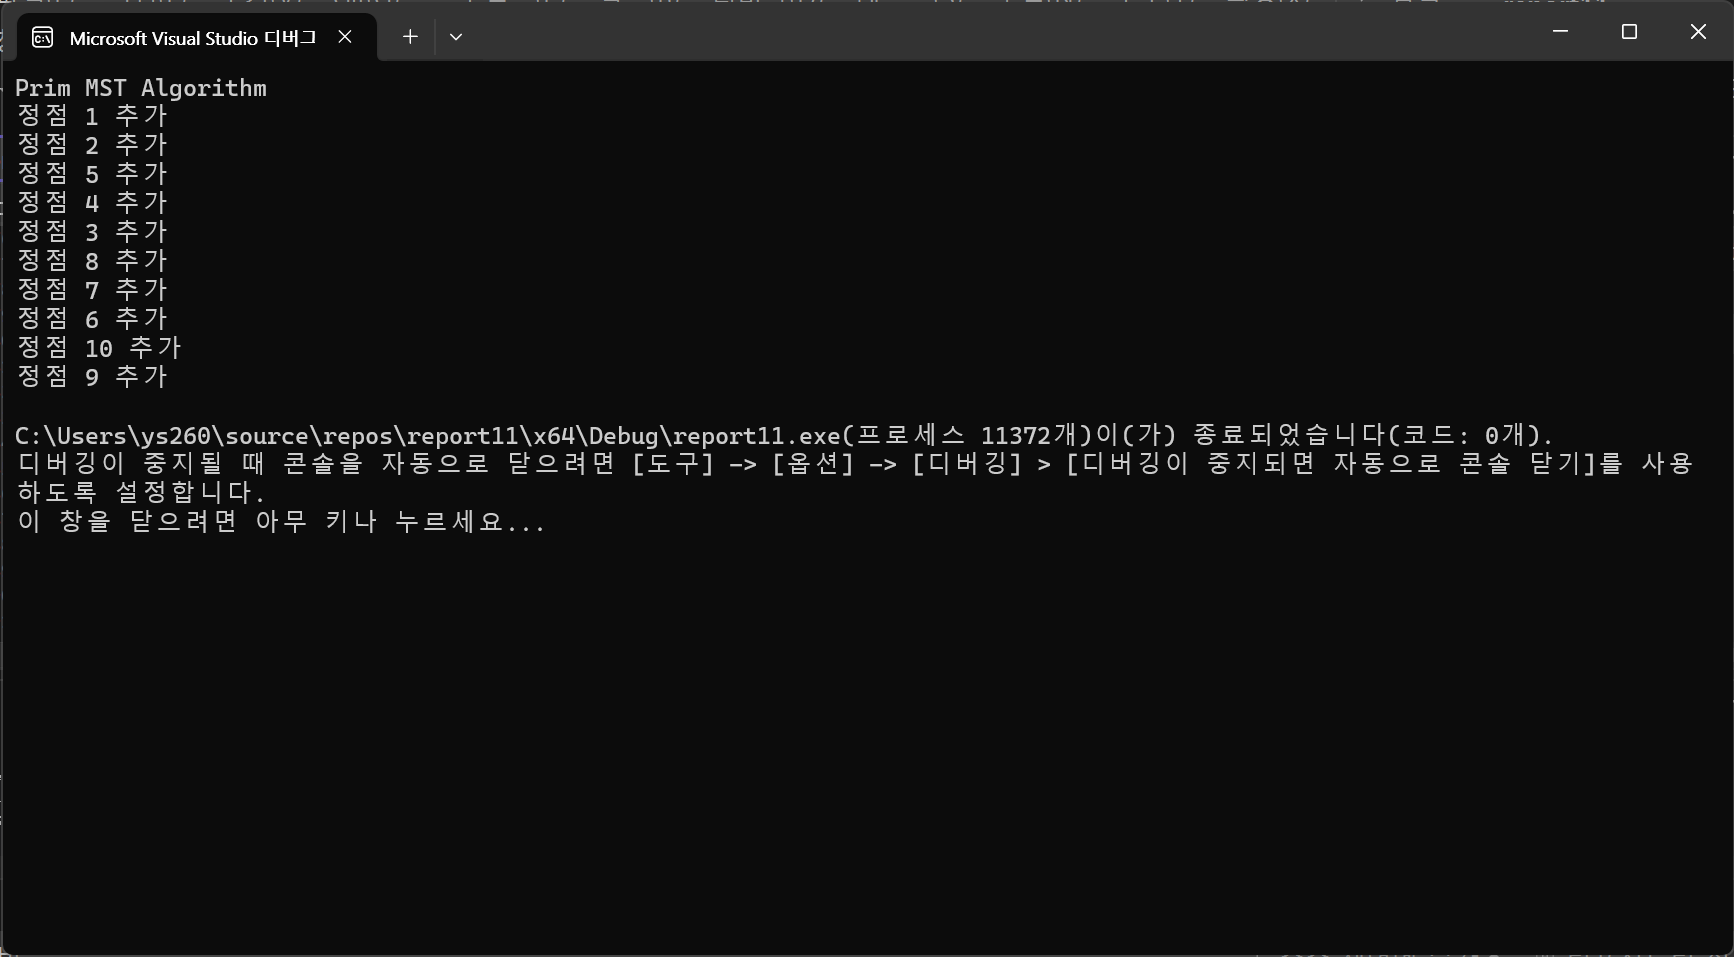 Microsoft Visual Studio 디버그
Prim MST Algorithm
정점 1 추가
정점 2 추가
정점 5 추가
정점 4 추가
정점 3 추가
정점 8 추가
정점 7 추가
정점 6 추가
정점 10 추가
정점 9 추가
C:\Users\ys260\source\repos\report11\x64\Debug\report11.exe(프로세스 11372개)이(가) 종료되었습니다(코드: 0개).
디버깅이 중지될 때 콘솔을 자동으로 닫으려면 [도구] -> [옵션] -> [디버깅] > [디버깅이 중지되면 자동으로 콘솔 닫기]를 사용
하도록 설정합니다.
이 창을 닫으려면 아무 키나 누르세요...